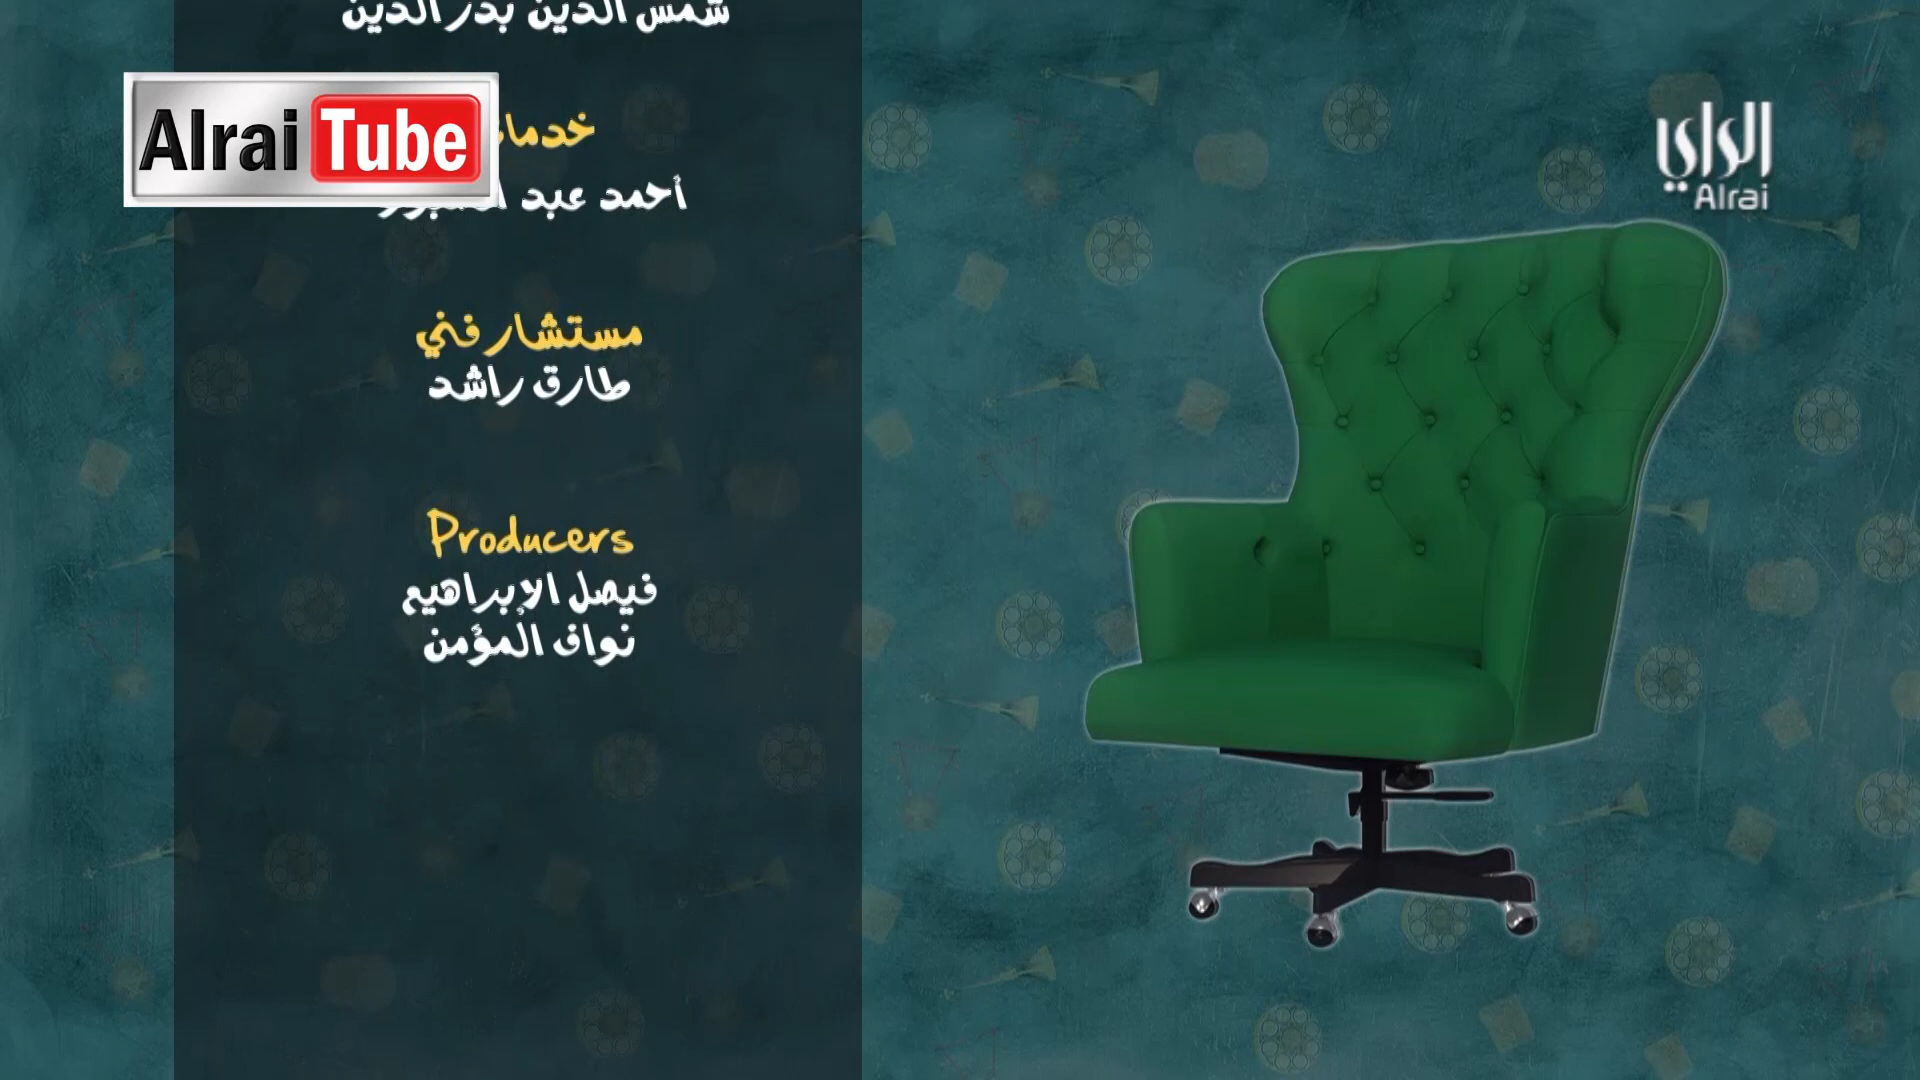 شمس الدين بدر الدين
Alrai Tube
خدمات
أحمد عبد
الراي
Alrai
مستشار فني
طارق راشد
Producers
فيصل الإبراهيم
نواف المؤمن